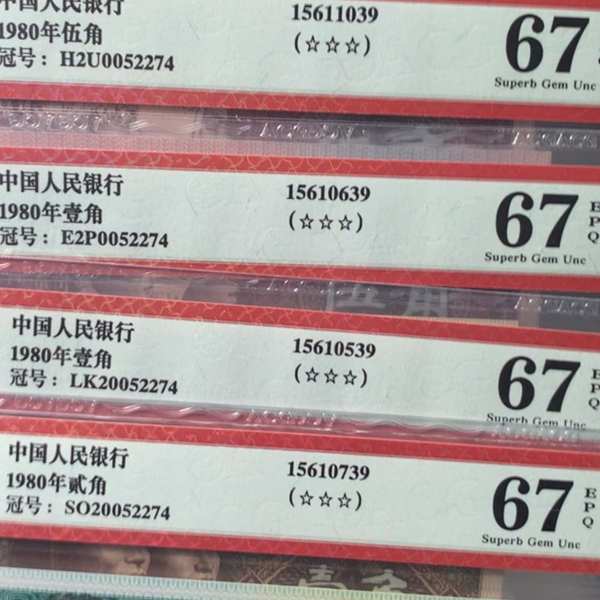 中国人民银行 15611039
1980年伍角 (☆☆☆) 67
冠号: H2U0052274 Superb Gem Unc
中国人民银行 15610639
1980年壹角 (☆☆☆) 67 EPQ
冠号: E2P0052274 Superb Gem Unc
中国人民银行 15610539
1980年壹角 (☆☆☆) 67 EPQ
冠号: LK20052274 Superb Gem Unc
中国人民银行 15610739
1980年贰角 (☆☆☆) 67 EPQ
冠号: SO20052274 Superb Gem Unc